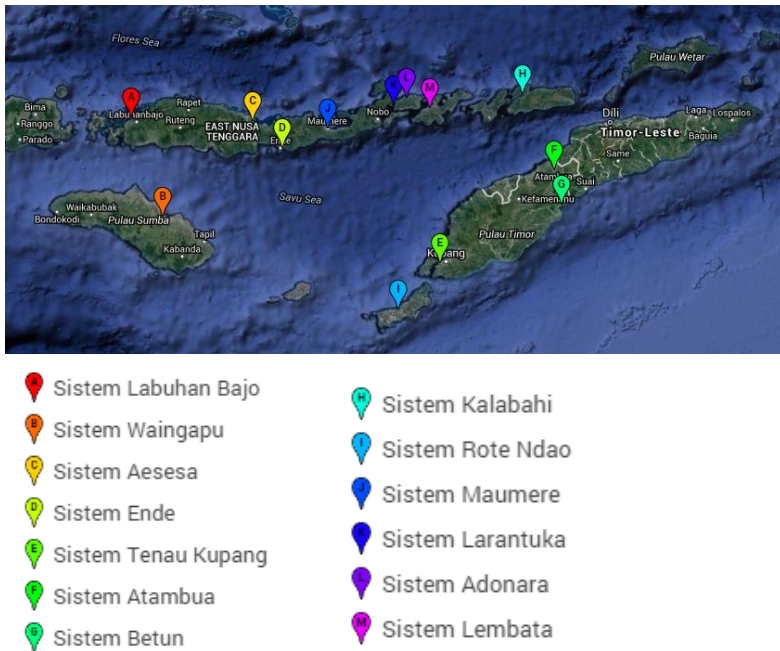 Flores Sea
Pulau Wetar
A
Labuhanbajo
Rapet
Ruteng
C
EAST NUSA
TENGGARA
D
Ende
J
Maumere
Nobo
K
L
M
H
Bima
Ranggo
Parado
Dili
Laga
Lospalos
Timor-Leste
Baguia
Same
F
Atambua
Suai
G
Kefamenanu
Savu Sea
B
Waikabubak
Bondokodi
Pulau Sumba
Tapil
Kabanda
E
Kupang
Pulau Timor
I
A Sistem Labuhan Bajo
B Sistem Waingapu
C Sistem Aesesa
D Sistem Ende
E Sistem Tenau Kupang
F Sistem Atambua
G Sistem Betun
H Sistem Kalabahi
I Sistem Rote Ndao
J Sistem Maumere
K Sistem Larantuka
L Sistem Adonara
M Sistem Lembata